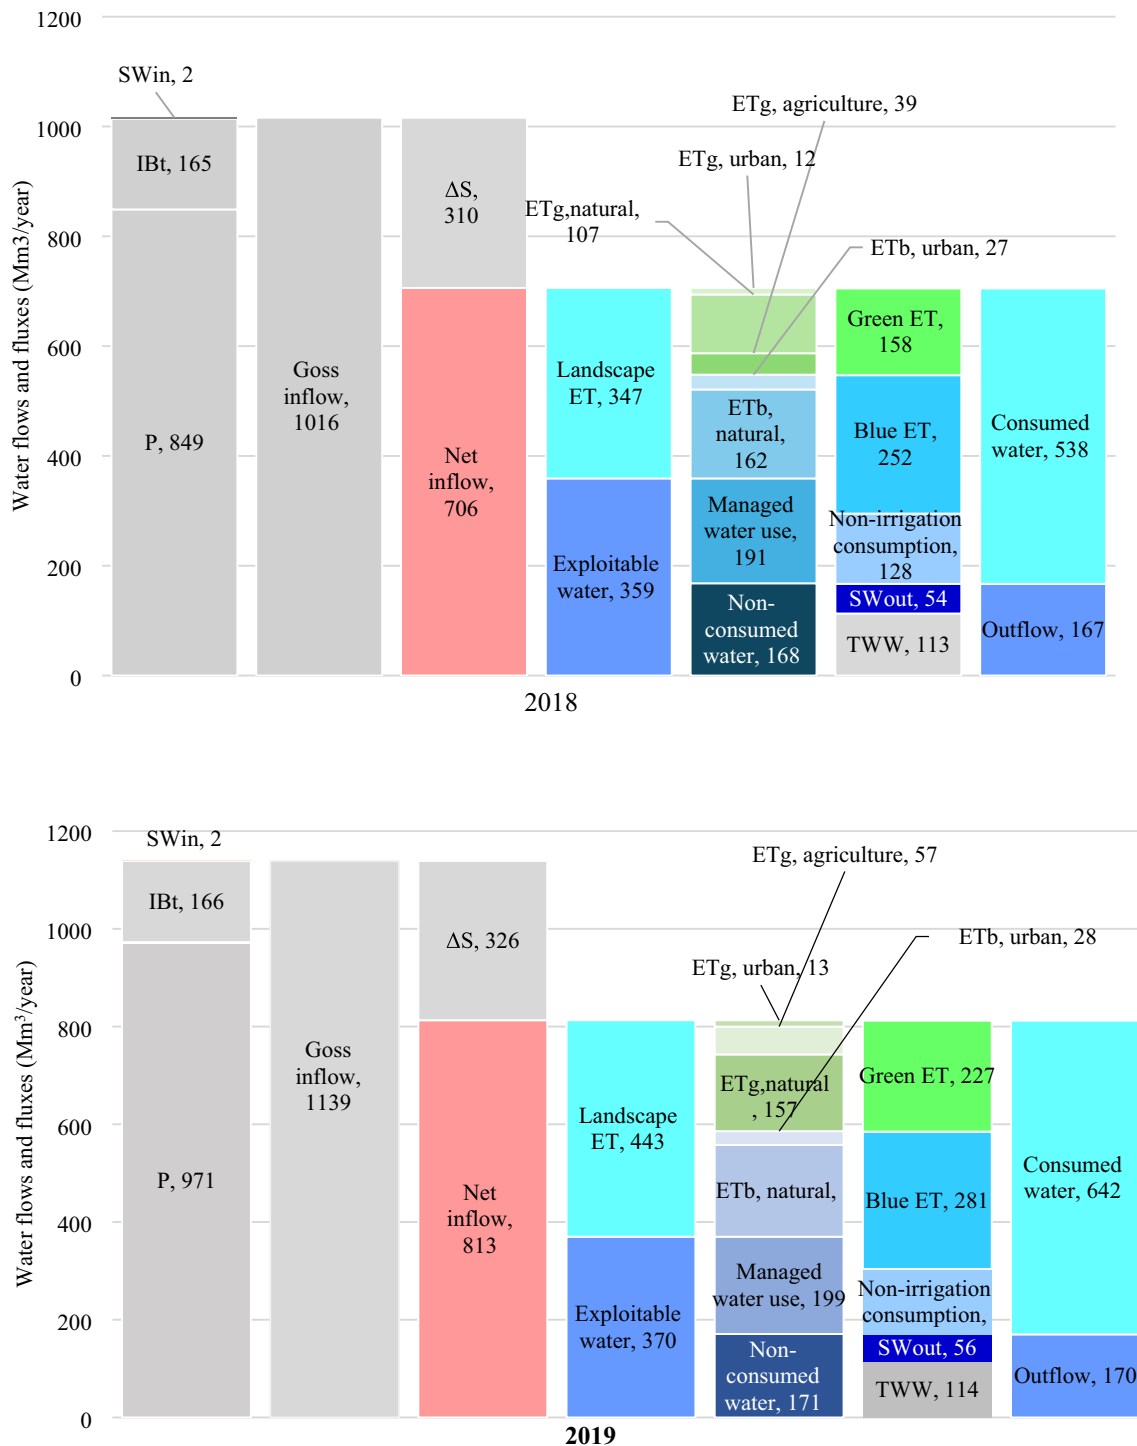 1200
SWin, 2
ETg, agriculture, 39
1000
IBt, 165
ETg, urban, 12
ΔS,
310
ETg,natural,
107
800
ETb, urban, 27
Water flows and fluxes (Mm3/year)
Green ET,
158
600
Goss
inflow,
1016
Landscape
ET, 347
ETb,
natural,
162
Blue ET,
252
Consumed
water, 538
P, 849
400
Net
inflow,
706
Managed
water use,
191
Non-irrigation
consumption,
128
Exploitable
water, 359
200
Non-
consumed
water, 168
SWout, 54
Outflow, 167
TWW, 113
0
2018
1200
SWin, 2
ETg, agriculture, 57
IBt, 166
1000
ΔS, 326
ETb, urban, 28
ETg, urban, 13
Water flows and fluxes (Mm³/year)
800
Goss
inflow,
1139
ETg,natural
, 157
Green ET, 227
Landscape
ET, 443
600
P, 971
Net
inflow,
813
ETb, natural,
Blue ET, 281
Consumed
water, 642
400
Managed
water use, 199
Non-irrigation
consumption,
Exploitable
water, 370
200
Non-
consumed
water, 171
SWout, 56
Outflow, 170
TWW, 114
0
2019